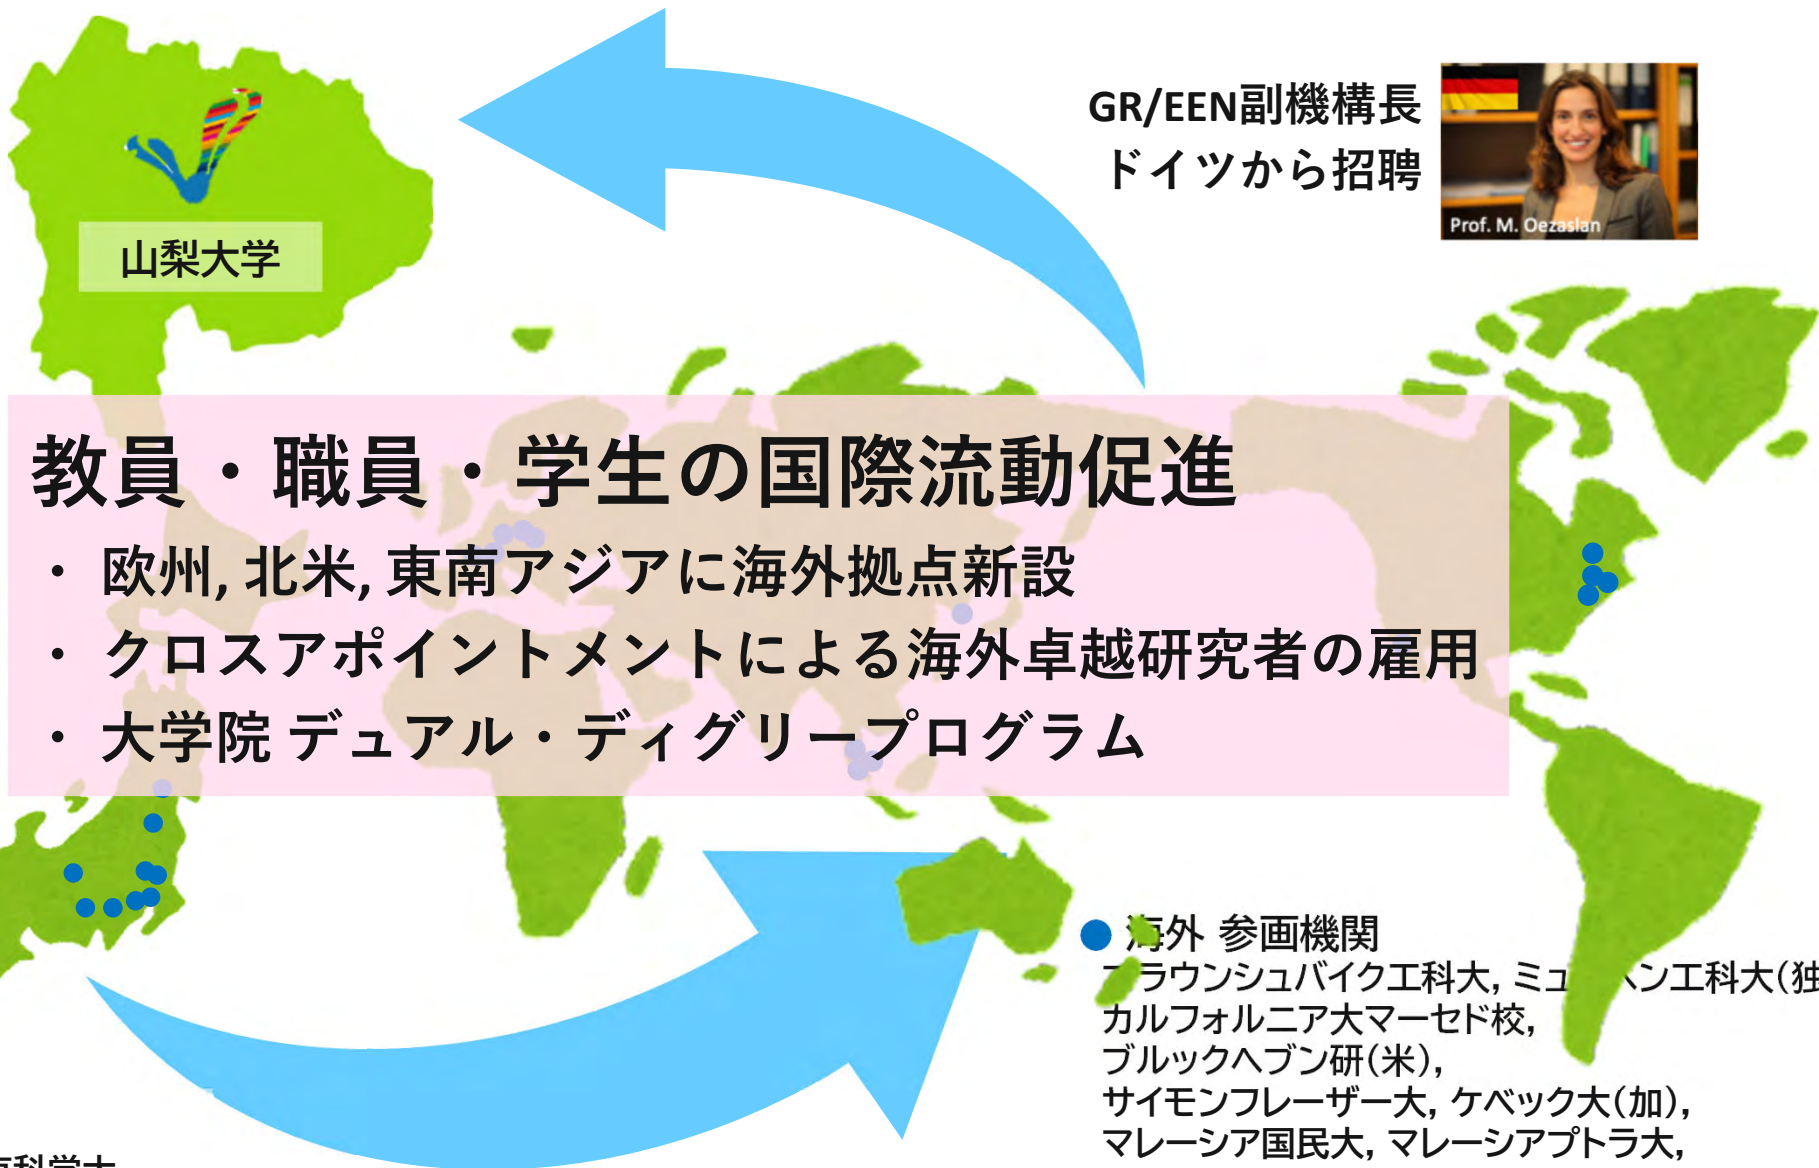 GR/EEN副機構長
ドイツから招聘
Prof. M. Oezaslan
山梨大学
教員・職員・学生の国際流動促進
・ 欧州, 北米, 東南アジアに海外拠点新設
・ クロスアポイントメントによる海外卓越研究者の雇用
・ 大学院 デュアル・ディグリープログラム
● 海外 参画機関
ブラウンシュバイク工科大, ミュ ヘン工科大(独
カルフォルニア大マーセド校,
ブルックヘブン研(米),
サイモンフレーザー大, ケベック大(加),
マレーシア国民大, マレーシアプトラ大,
科学大